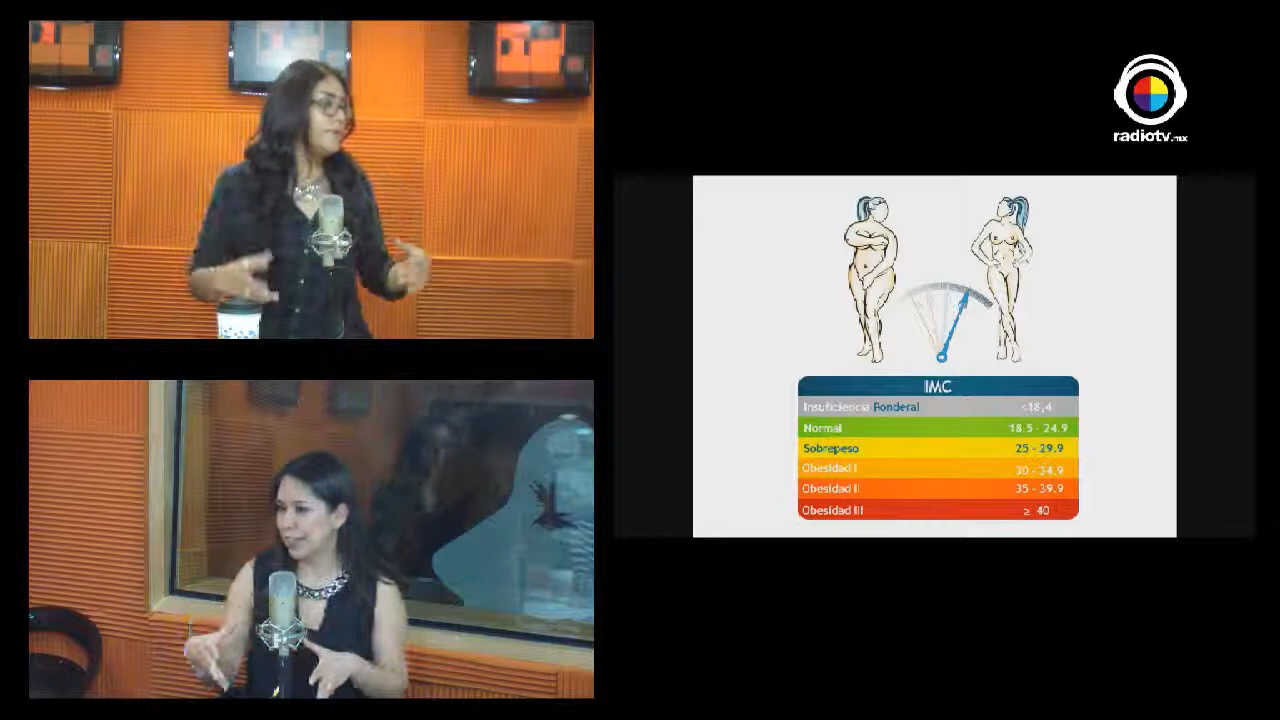 radiotv.mx
IMC
Insuficiencia Ponderal <18,4
Normal 18.5 - 24.9
Sobrepeso 25 - 29.9
Obesidad I 30 - 34.9
Obesidad II 35 - 39.9
Obesidad III ≥ 40